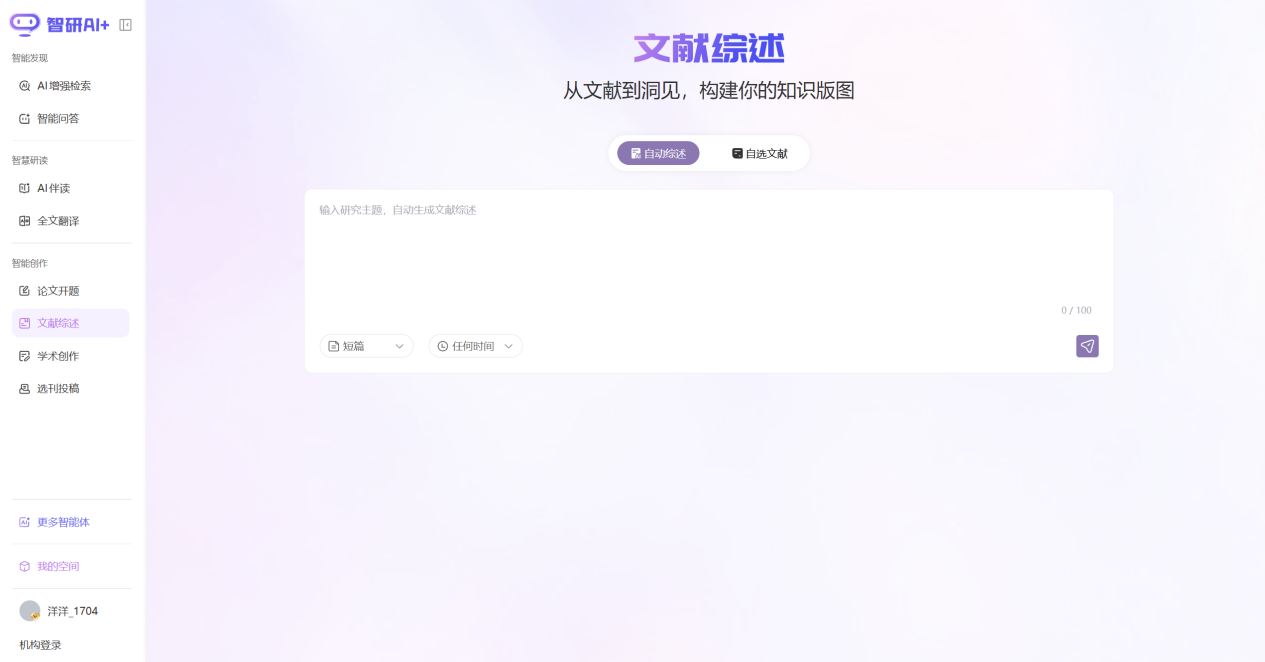 智研AI+
智能发现
AI增强检索
智能问答
智慧研读
AI伴读
全文翻译
智能创作
论文开题
文献综述
学术创作
选刊投稿
更多智能体
我的空间
洋洋_1704
机构登录
文献综述
从文献到洞见，构建你的知识版图
自动综述 自选文献
输入研究主题，自动生成文献综述
0 / 100
短篇 任何时间